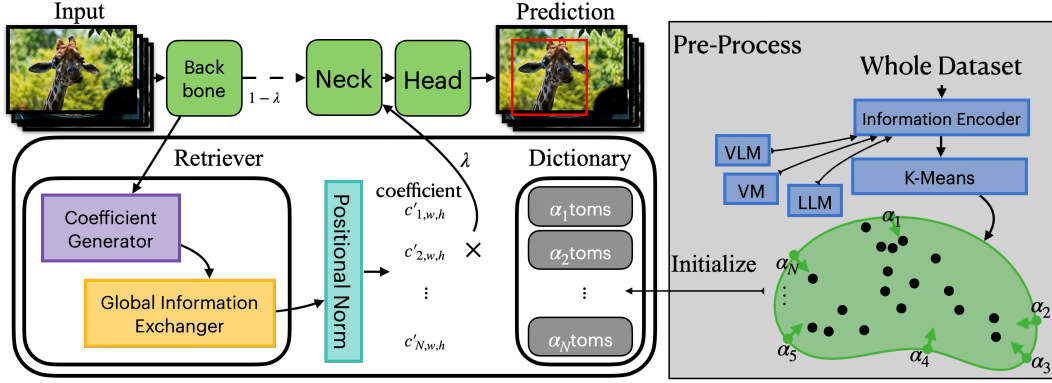 Input
Prediction
Back
bone
1 − λ
Neck
Head
Retriever
Coefficient
Generator
Global Information
Exchanger
Positional Norm
coefficient
c′1,w,h
c′2,w,h
⋮
c′N,w,h
λ
×
Dictionary
α1toms
α2toms
⋮
αNtoms
Initialize
Pre-Process
Whole Dataset
Information Encoder
VLM
VM
LLM
K-Means
α1
αN
⋮
α2
α5
α4
α3